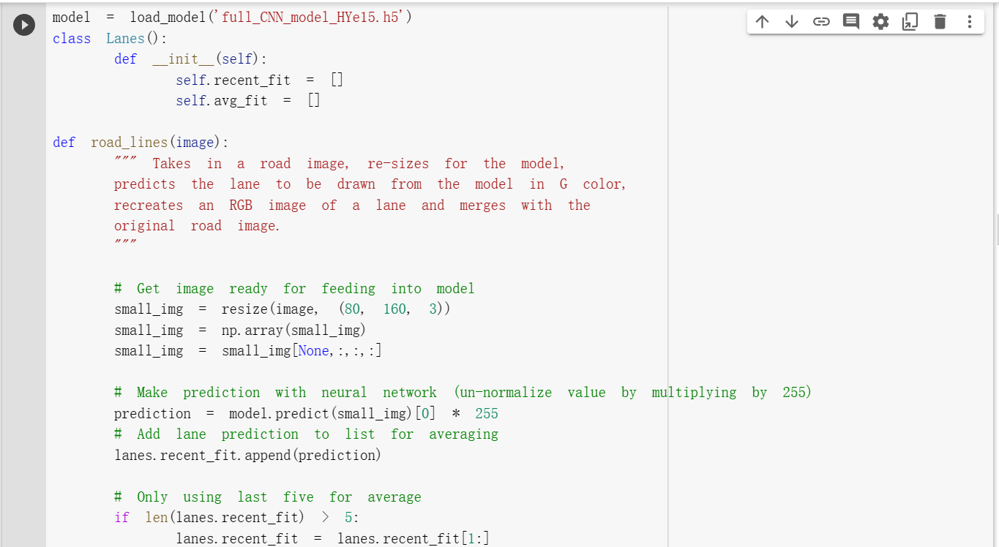 model = load_model('full_CNN_model_HYe15.h5')
class Lanes():
def __init__(self):
self.recent_fit = []
self.avg_fit = []
def road_lines(image):
""" Takes in a road image, re-sizes for the model,
predicts the lane to be drawn from the model in G color,
recreates an RGB image of a lane and merges with the
original road image.
"""
# Get image ready for feeding into model
small_img = resize(image, (80, 160, 3))
small_img = np.array(small_img)
small_img = small_img[None,:,:,:]
# Make prediction with neural network (un-normalize value by multiplying by 255)
prediction = model.predict(small_img)[0] * 255
# Add lane prediction to list for averaging
lanes.recent_fit.append(prediction)
# Only using last five for average
if len(lanes.recent_fit) > 5:
lanes.recent_fit = lanes.recent_fit[1:]